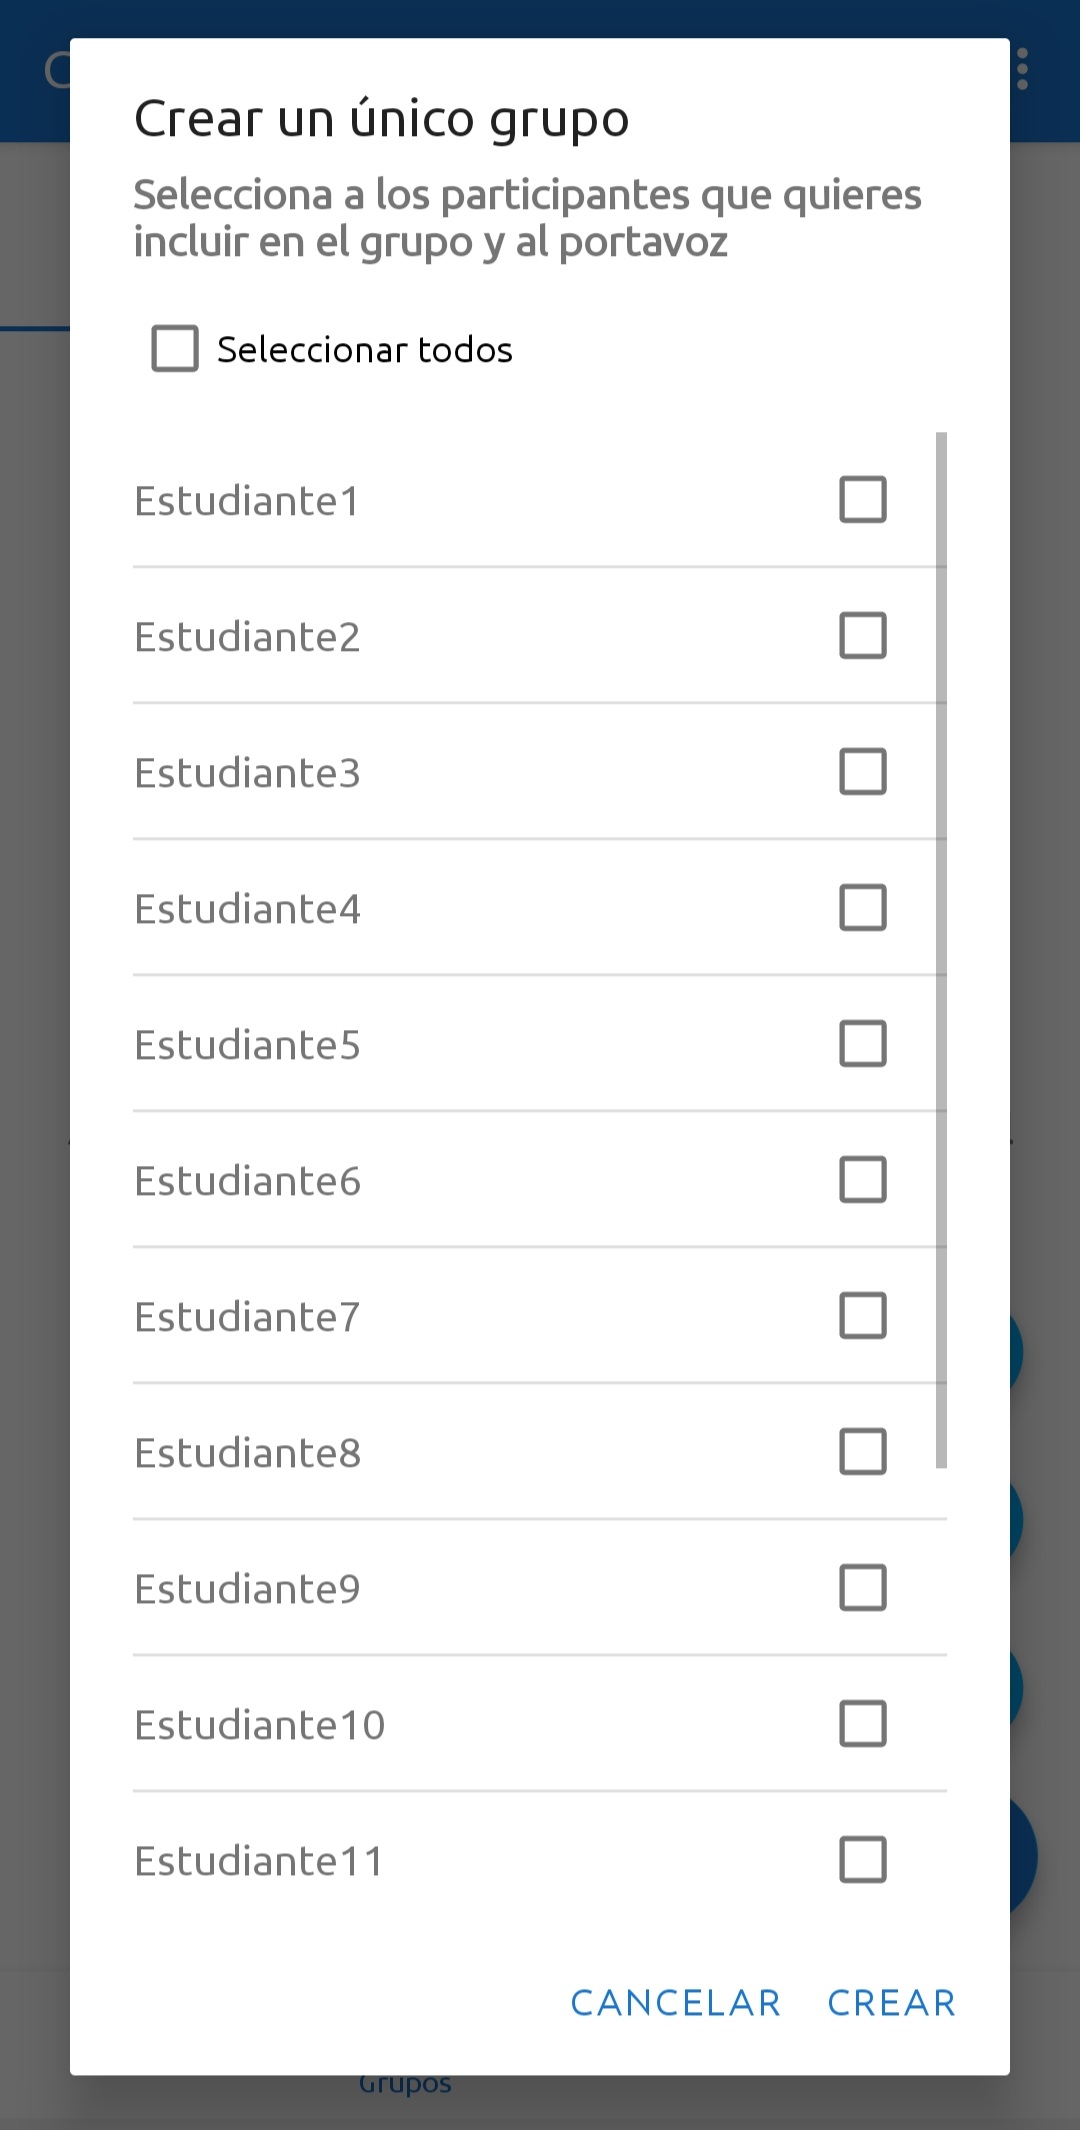 Crear un único grupo
Selecciona a los participantes que quieres
incluir en el grupo y al portavoz
Seleccionar todos
Estudiante1
Estudiante2
Estudiante3
Estudiante4
Estudiante5
Estudiante6
Estudiante7
Estudiante8
Estudiante9
Estudiante10
Estudiante11
CANCELAR CREAR
Grupos